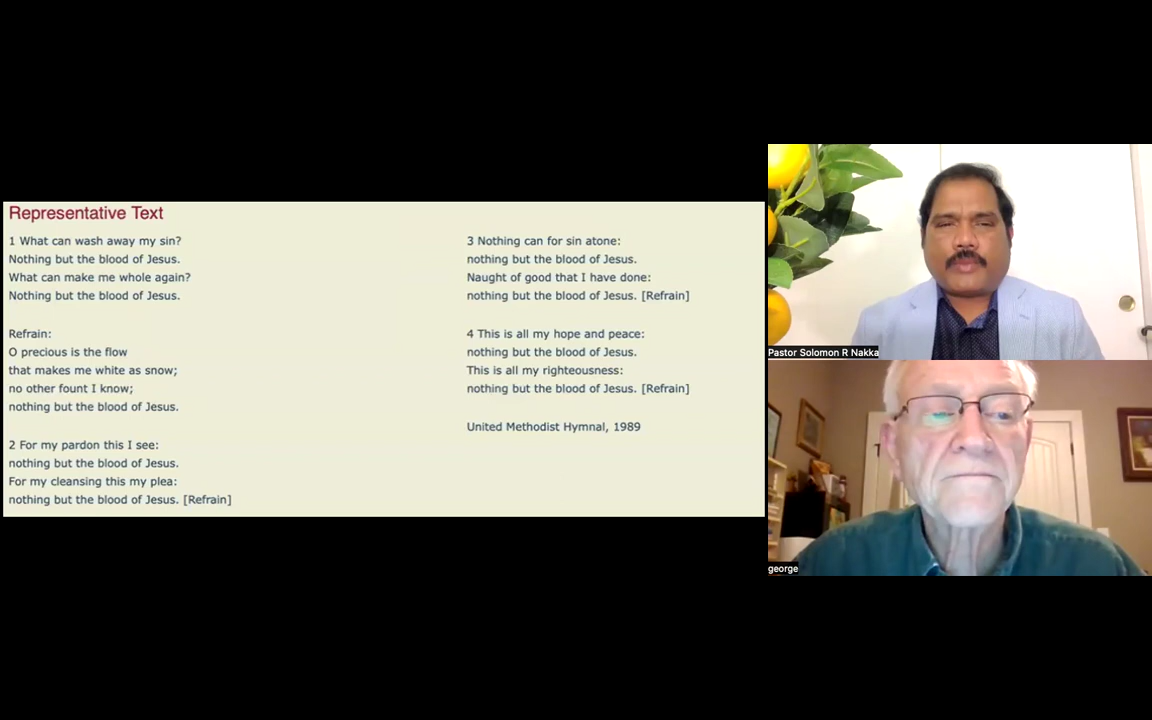 Representative Text
1 What can wash away my sin?
Nothing but the blood of Jesus.
What can make me whole again?
Nothing but the blood of Jesus.
Refrain:
O precious is the flow
that makes me white as snow;
no other fount I know;
nothing but the blood of Jesus.
2 For my pardon this I see:
nothing but the blood of Jesus.
For my cleansing this my plea:
nothing but the blood of Jesus. [Refrain]
3 Nothing can for sin atone:
nothing but the blood of Jesus.
Naught of good that I have done:
nothing but the blood of Jesus. [Refrain]
4 This is all my hope and peace:
nothing but the blood of Jesus.
This is all my righteousness:
nothing but the blood of Jesus. [Refrain]
United Methodist Hymnal, 1989
Pastor Solomon R Nakka
george